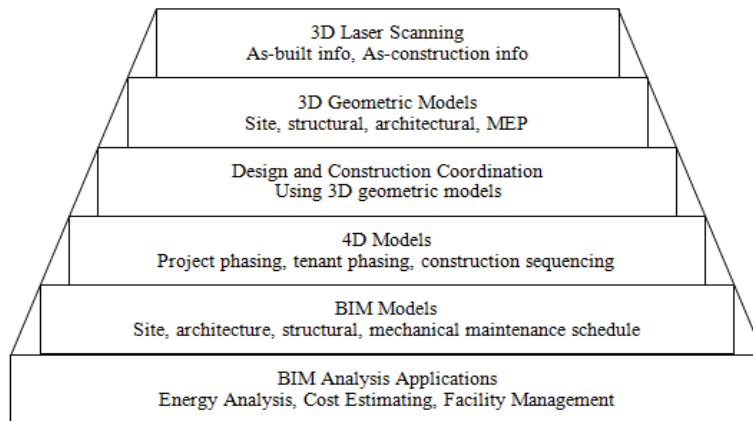 3D Laser Scanning
As-built info, As-construction info
3D Geometric Models
Site, structural, architectural, MEP
Design and Construction Coordination
Using 3D geometric models
4D Models
Project phasing, tenant phasing, construction sequencing
BIM Models
Site, architecture, structural, mechanical maintenance schedule
BIM Analysis Applications
Energy Analysis, Cost Estimating, Facility Management